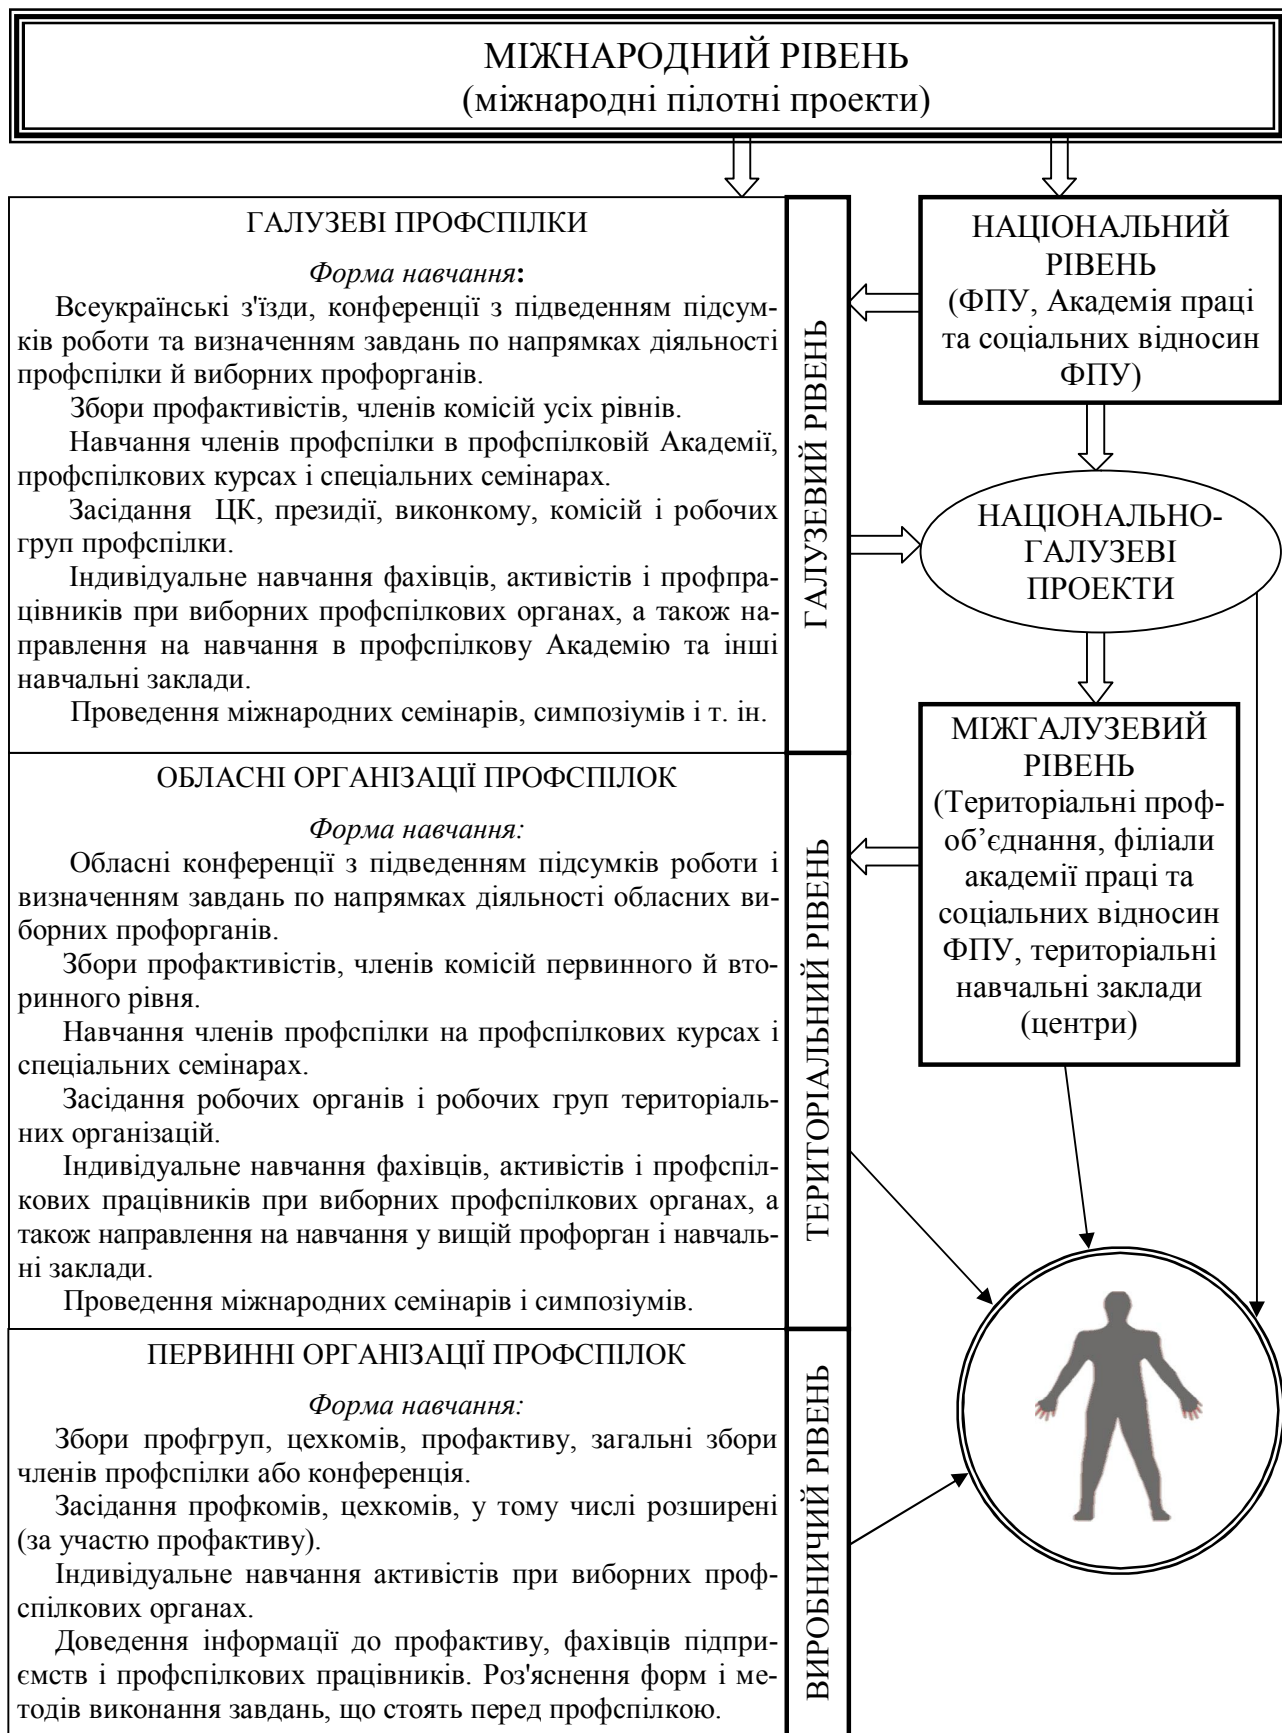 МІЖНАРОДНИЙ РІВЕНЬ
(міжнародні пілотні проекти)
ГАЛУЗЕВІ ПРОФСПІЛКИ
Форма навчання:
Всеукраїнські з'їзди, конференції з підведенням підсум-
ків роботи та визначенням завдань по напрямках діяльності
профспілки й виборних профорганів.
Збори профактивістів, членів комісій усіх рівнів.
Навчання членів профспілки в профспілковій Академії,
профспілкових курсах і спеціальних семінарах.
Засідання ЦК, президії, виконкому, комісій і робочих
груп профспілки.
Індивідуальне навчання фахівців, активістів і профпра-
цівників при виборних профспілкових органах, а також на-
правлення на навчання в профспілкову Академію та інші
навчальні заклади.
Проведення міжнародних семінарів, симпозіумів і т. ін.
ГАЛУЗЕВИЙ РІВЕНЬ
НАЦІОНАЛЬНИЙ
РІВЕНЬ
(ФПУ, Академія праці
та соціальних відносин
ФПУ)
НАЦІОНАЛЬНО-
ГАЛУЗЕВІ
ПРОЕКТИ
ОБЛАСНІ ОРГАНІЗАЦІЇ ПРОФСПІЛОК
Форма навчання:
Обласні конференції з підведенням підсумків роботи і
визначенням завдань по напрямках діяльності обласних ви-
борних профорганів.
Збори профактивістів, членів комісій первинного й вто-
ринного рівня.
Навчання членів профспілки на профспілкових курсах і
спеціальних семінарах.
Засідання робочих органів і робочих груп територіаль-
них організацій.
Індивідуальне навчання фахівців, активістів і профспіл-
кових працівників при виборних профспілкових органах, а
також направлення на навчання у вищій профорган і навчаль-
ні заклади.
Проведення міжнародних семінарів і симпозіумів.
ТЕРИТОРІАЛЬНИЙ РІВЕНЬ
МІЖГАЛУЗЕВИЙ
РІВЕНЬ
(Територіальні проф-
об’єднання, філіали
академії праці та
соціальних відносин
ФПУ, територіальні
навчальні заклади
(центри)
ПЕРВИННІ ОРГАНІЗАЦІЇ ПРОФСПІЛОК
Форма навчання:
Збори профгруп, цехкомів, профактиву, загальні збори
членів профспілки або конференція.
Засідання профкомів, цехкомів, у тому числі розширені
(за участю профактиву).
Індивідуальне навчання активістів при виборних проф-
спілкових органах.
Доведення інформації до профактиву, фахівців підпри-
ємств і профспілкових працівників. Роз'яснення форм і ме-
тодів виконання завдань, що стоять перед профспілкою.
ВИРОБНИЧИЙ РІВЕНЬ